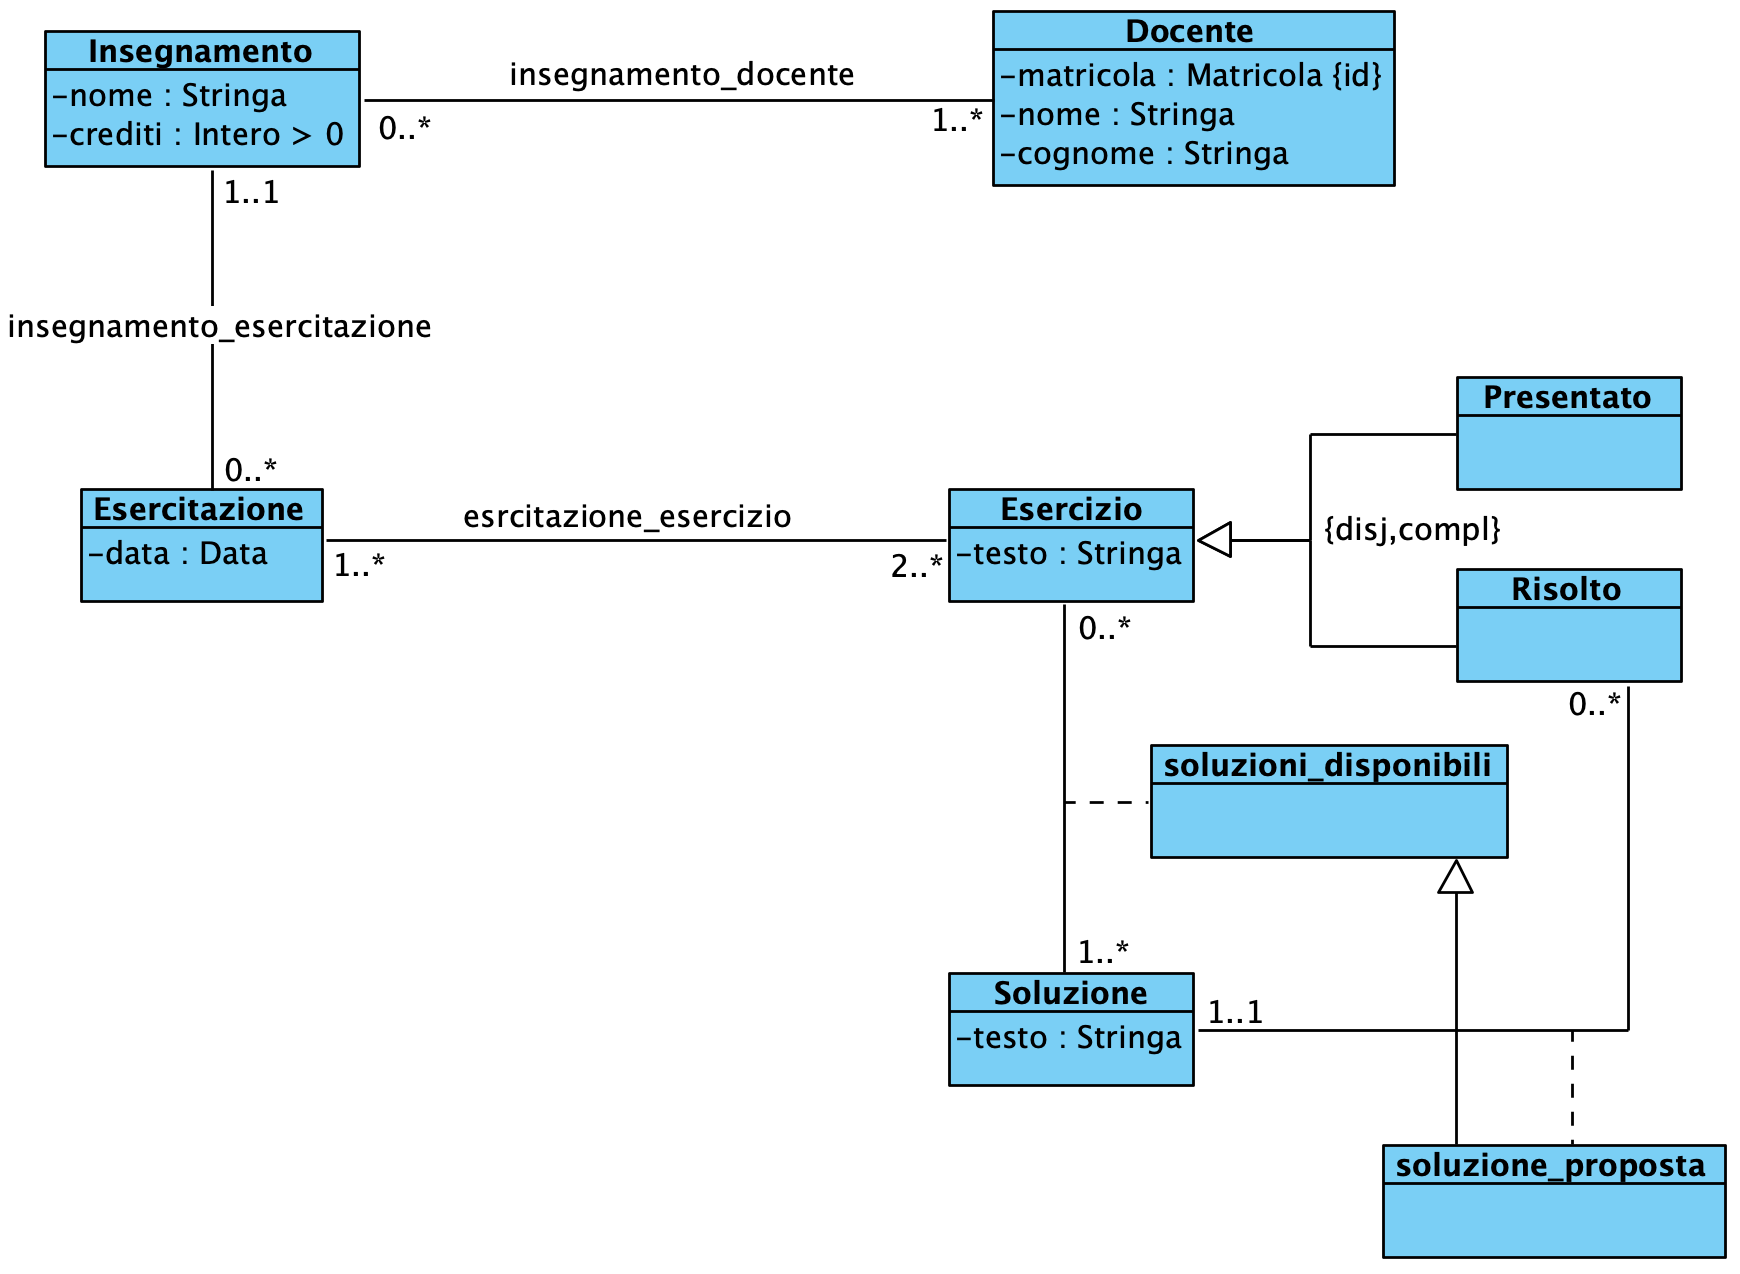 Insegnamento
-nome : Stringa
-crediti : Intero > 0
insegnamento_docente
0..*
1..*
Docente
-matricola : Matricola {id}
-nome : Stringa
-cognome : Stringa
1..1
insegnamento_esercitazione
0..*
Esercitazione
-data : Data
esrcitazione_esercizio
1..*
2..*
Esercizio
-testo : Stringa
{disj,compl}
Presentato
Risolto
0..*
0..*
soluzioni_disponibili
1..*
Soluzione
-testo : Stringa
1..1
soluzione_proposta